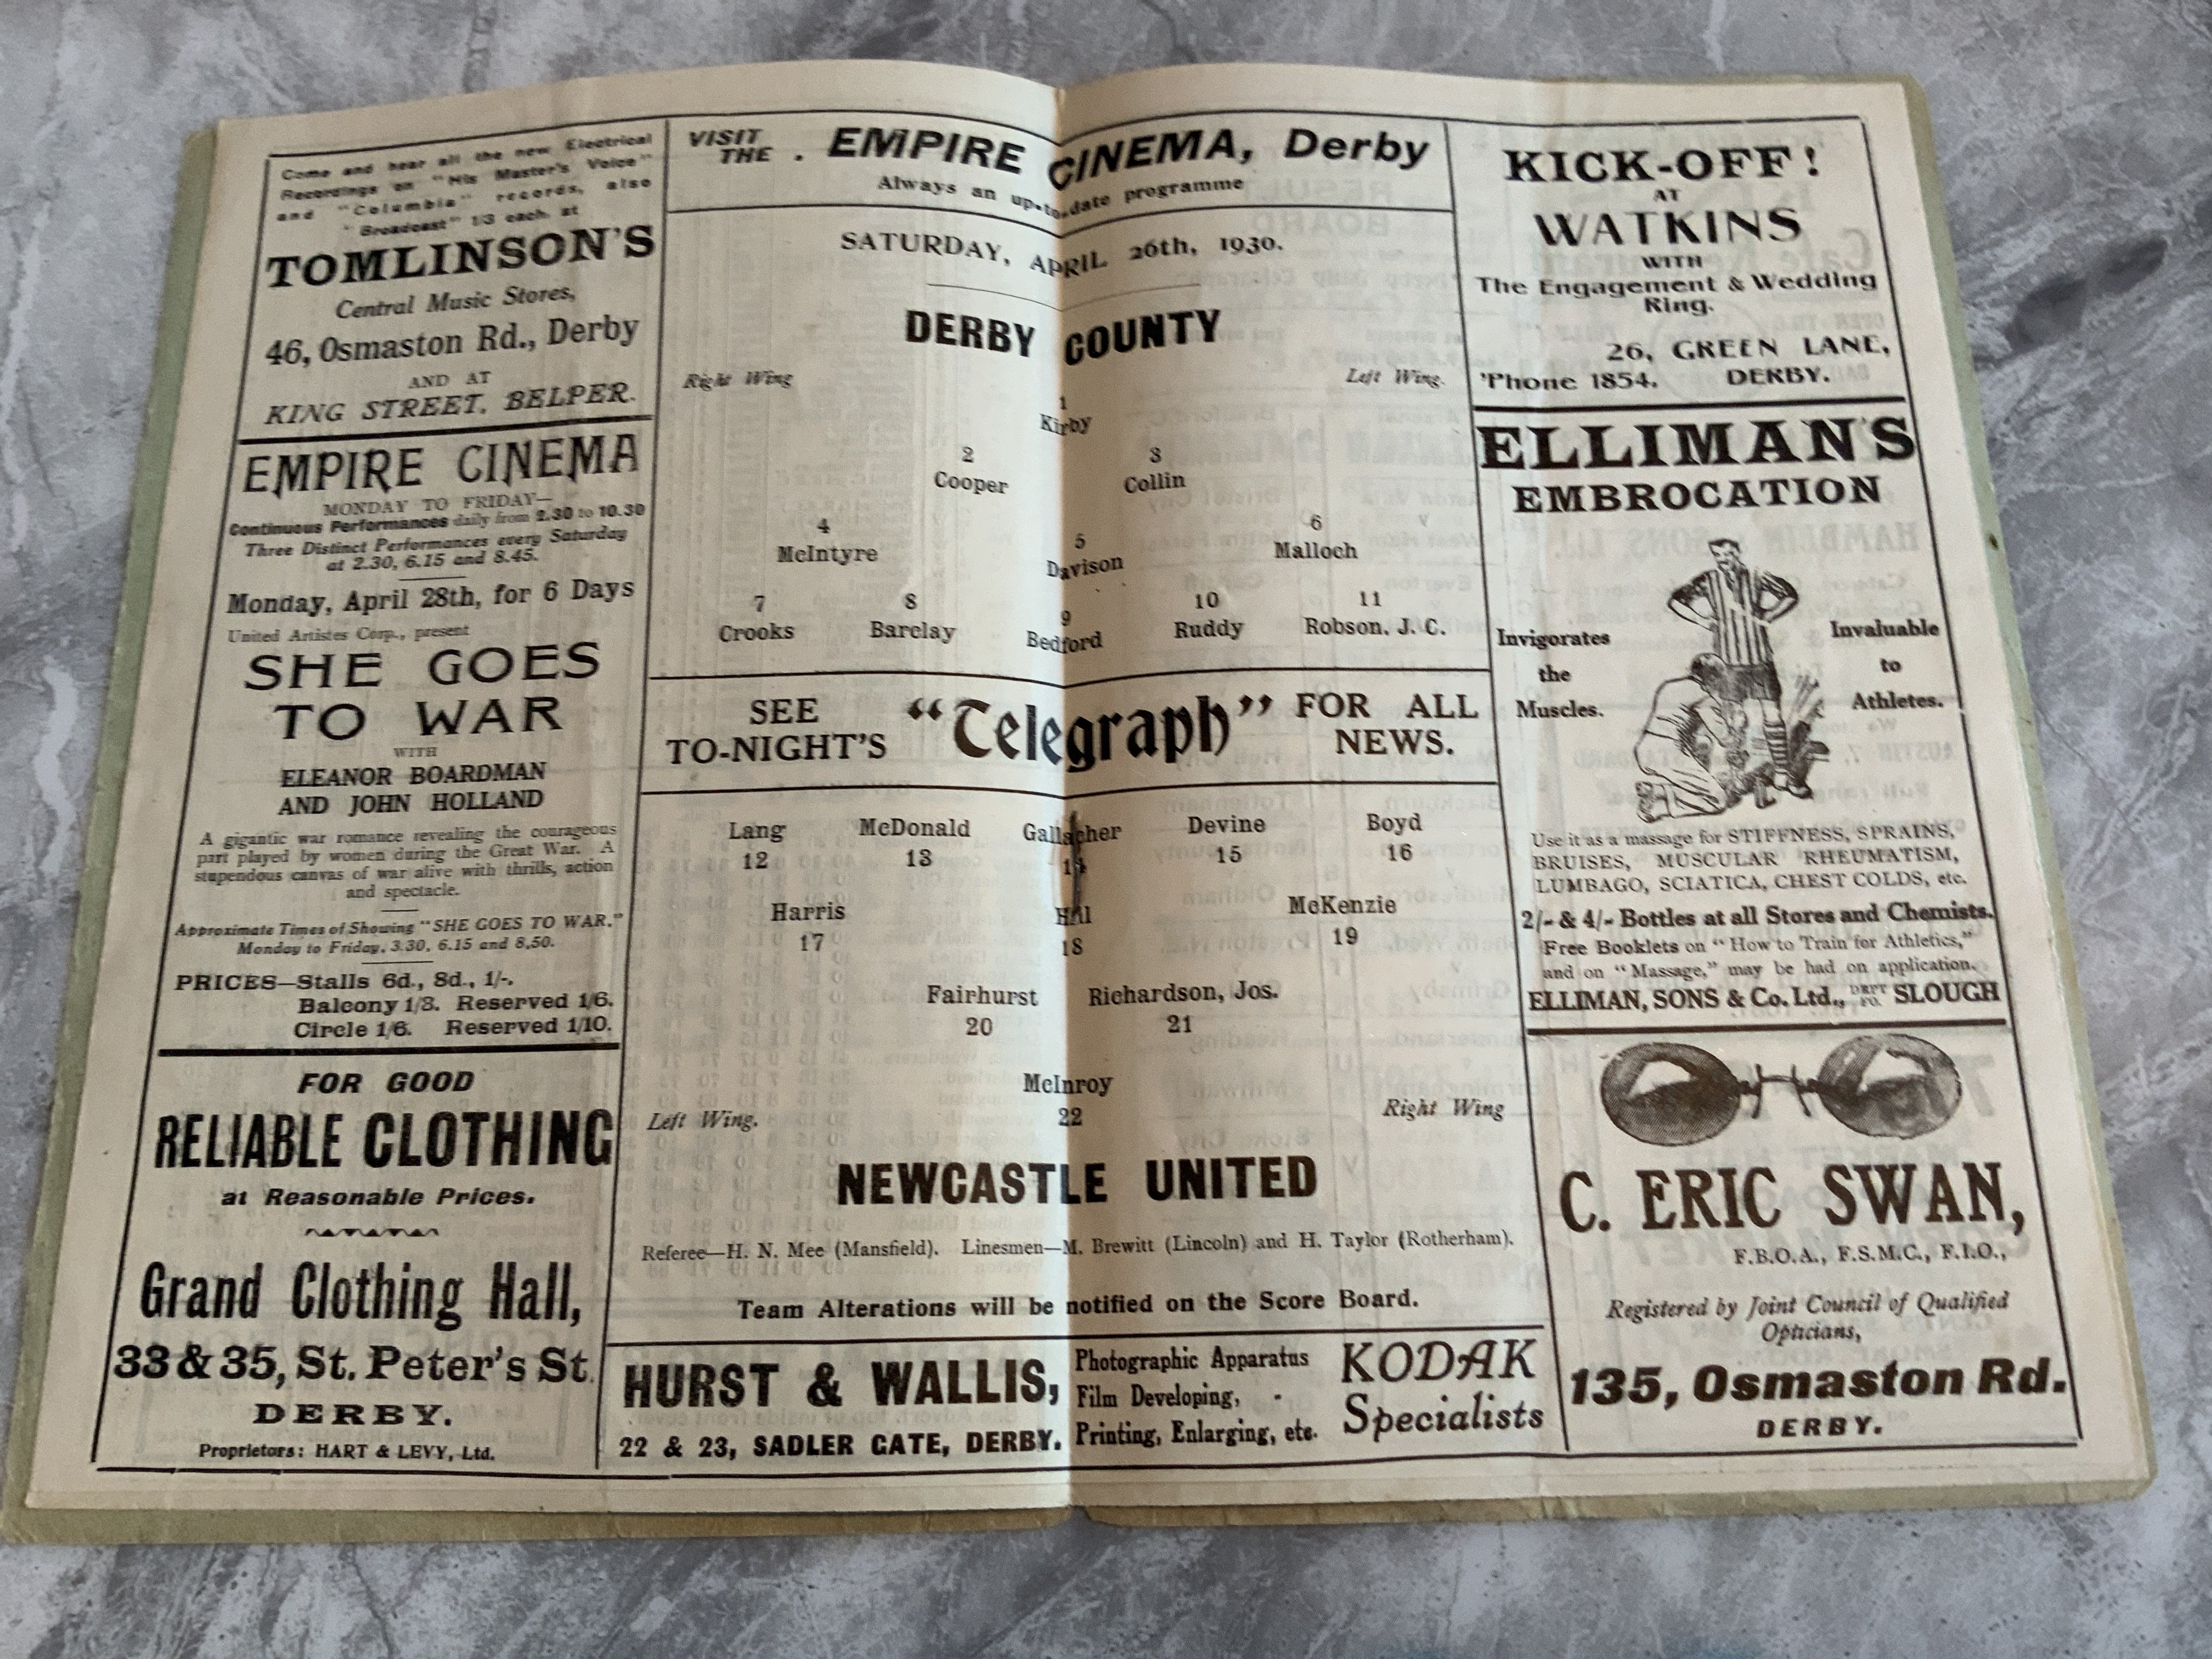 Come and hear all the new Electrical
Recordings on "His Master's Voice"
and "Columbia" records, also
"Broadcast" 1/3 each. at
TOMLINSON'S
Central Music Stores,
46, Osmaston Rd., Derby
AND AT
KING STREET, BELPER.
EMPIRE CINEMA
MONDAY TO FRIDAY—
Continuous Performances daily from 2.30 to 10.30
Three Distinct Performances every Saturday
at 2.30, 6.15 and 8.45.
Monday, April 28th, for 6 Days
United Artistes Corp., present
SHE GOES
TO WAR
WITH
ELEANOR BOARDMAN
AND JOHN HOLLAND
A gigantic war romance revealing the courageous
part played by women during the Great War. A
stupendous canvas of war alive with thrills, action
and spectacle.
Approximate Times of Showing "SHE GOES TO WAR."
Monday to Friday, 3.30, 6.15 and 8.50.
PRICES—Stalls 6d., 8d., 1/-.
Balcony 1/3. Reserved 1/6.
Circle 1/6. Reserved 1/10.
FOR GOOD
RELIABLE CLOTHING
at Reasonable Prices.
Grand Clothing Hall,
33 & 35, St. Peter's St.
DERBY.
Proprietors: HART & LEVY, Ltd.
VISIT THE . EMPIRE CINEMA, Derby
Always an up-to-date programme
SATURDAY, APRIL 26th, 1930.
DERBY COUNTY
Right Wing Left Wing.
1
Kirby
2 3
Cooper Collin
4 5 6
McIntyre Davison Malloch
7 8 9 10 11
Crooks Barclay Bedford Ruddy Robson, J. C.
SEE TO-NIGHT'S "Telegraph" FOR ALL NEWS.
Lang McDonald Gallacher Devine Boyd
12 13 14 15 16
Harris Hill McKenzie
17 18 19
Fairhurst Richardson, Jos.
20 21
McInroy
22
Left Wing. Right Wing
NEWCASTLE UNITED
Referee—H. N. Mee (Mansfield). Linesmen—M. Brewitt (Lincoln) and H. Taylor (Rotherham).
Team Alterations will be notified on the Score Board.
HURST & WALLIS,
22 & 23, SADLER GATE, DERBY.
Photographic Apparatus
Film Developing, -
Printing, Enlarging, etc.
KODAK
Specialists
KICK-OFF!
AT
WATKINS
WITH
The Engagement & Wedding
Ring.
26, GREEN LANE,
'Phone 1854. DERBY.
ELLIMAN'S
EMBROCATION
Invigorates
the
Muscles.
Invaluable
to
Athletes.
Use it as a massage for STIFFNESS, SPRAINS,
BRUISES, MUSCULAR RHEUMATISM,
LUMBAGO, SCIATICA, CHEST COLDS, etc.
2/- & 4/- Bottles at all Stores and Chemists.
Free Booklets on "How to Train for Athletics,"
and on "Massage," may be had on application.
ELLIMAN, SONS & Co. Ltd., DEPT FO. SLOUGH
C. ERIC SWAN,
F.B.O.A., F.S.M.C., F.I.O.,
Registered by Joint Council of Qualified
Opticians,
135, Osmaston Rd.
DERBY.